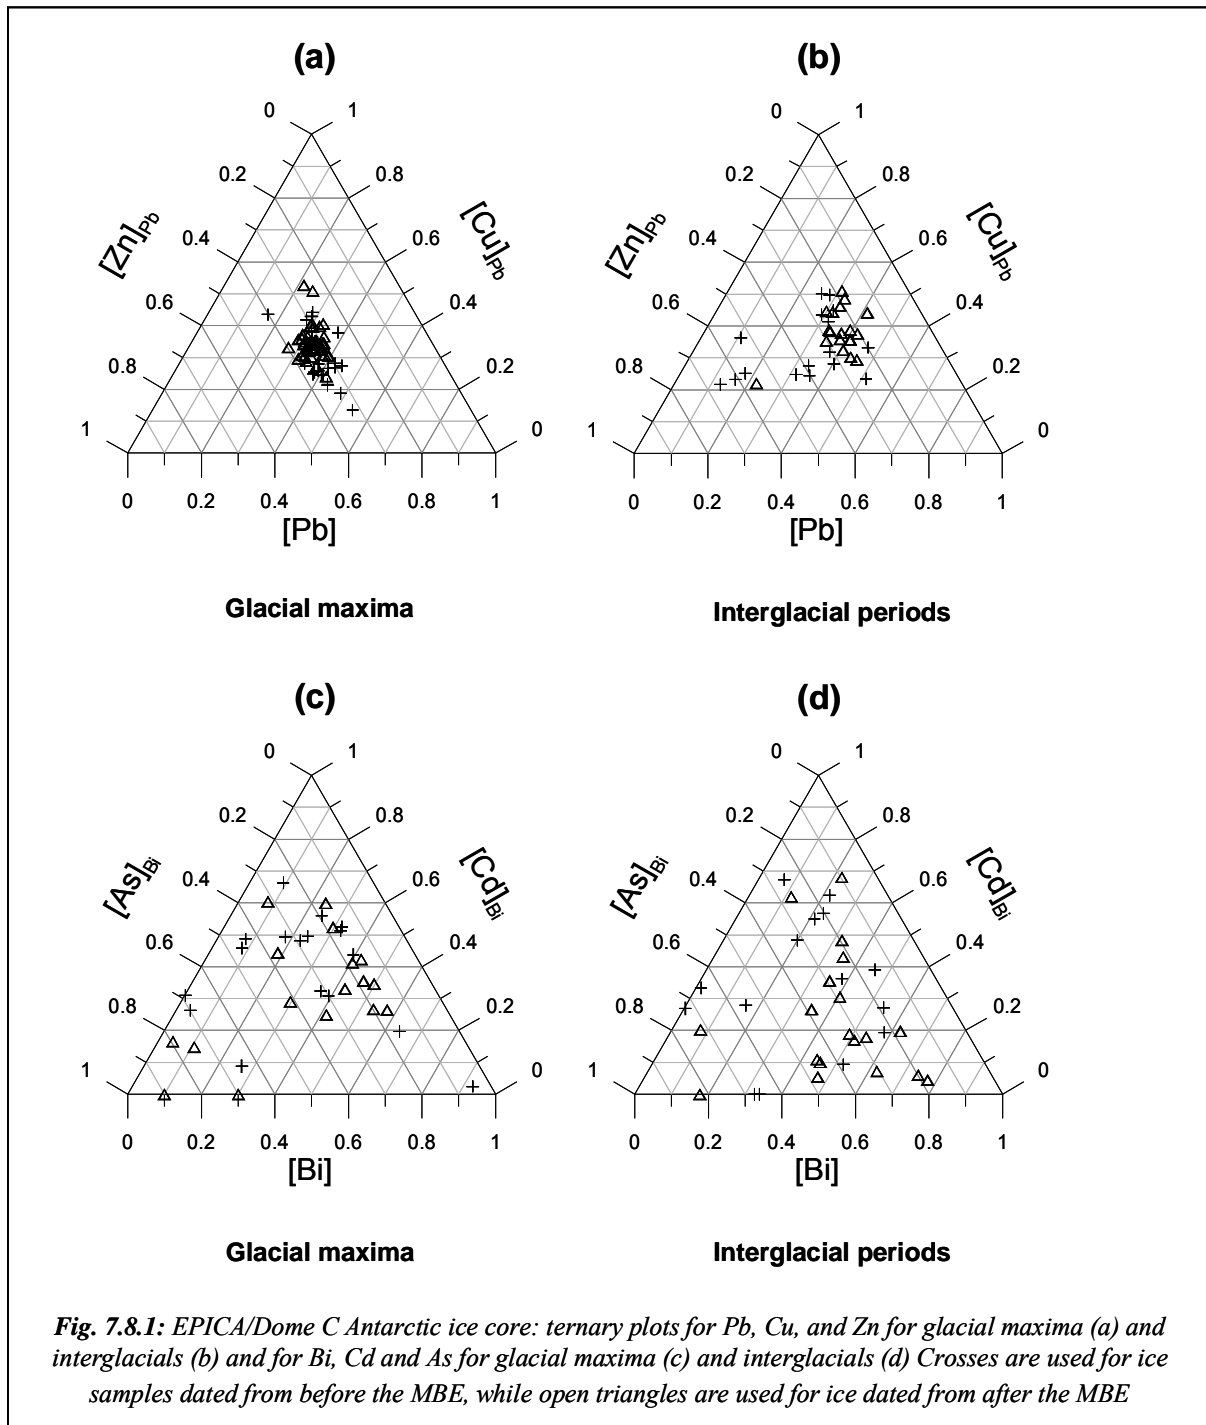 (a)
(b)
0 1
0 1
0.2 0.8
0.2 0.8
[Zn]Pb [Cu]Pb
[Zn]Pb [Cu]Pb
0.4 0.6
0.4 0.6
0.6 0.4
0.6 0.4
0.8 0.2
0.8 0.2
1 0
1 0
0 0.2 0.4 0.6 0.8 1
0 0.2 0.4 0.6 0.8 1
[Pb]
[Pb]
Glacial maxima
Interglacial periods
(c)
(d)
0 1
0 1
0.2 0.8
0.2 0.8
[As]Bi [Cd]Bi
[As]Bi [Cd]Bi
0.4 0.6
0.4 0.6
0.6 0.4
0.6 0.4
0.8 0.2
0.8 0.2
1 0
1 0
0 0.2 0.4 0.6 0.8 1
0 0.2 0.4 0.6 0.8 1
[Bi]
[Bi]
Glacial maxima
Interglacial periods
Fig. 7.8.1: EPICA/Dome C Antarctic ice core: ternary plots for Pb, Cu, and Zn for glacial maxima (a) and
interglacials (b) and for Bi, Cd and As for glacial maxima (c) and interglacials (d) Crosses are used for ice
samples dated from before the MBE, while open triangles are used for ice dated from after the MBE